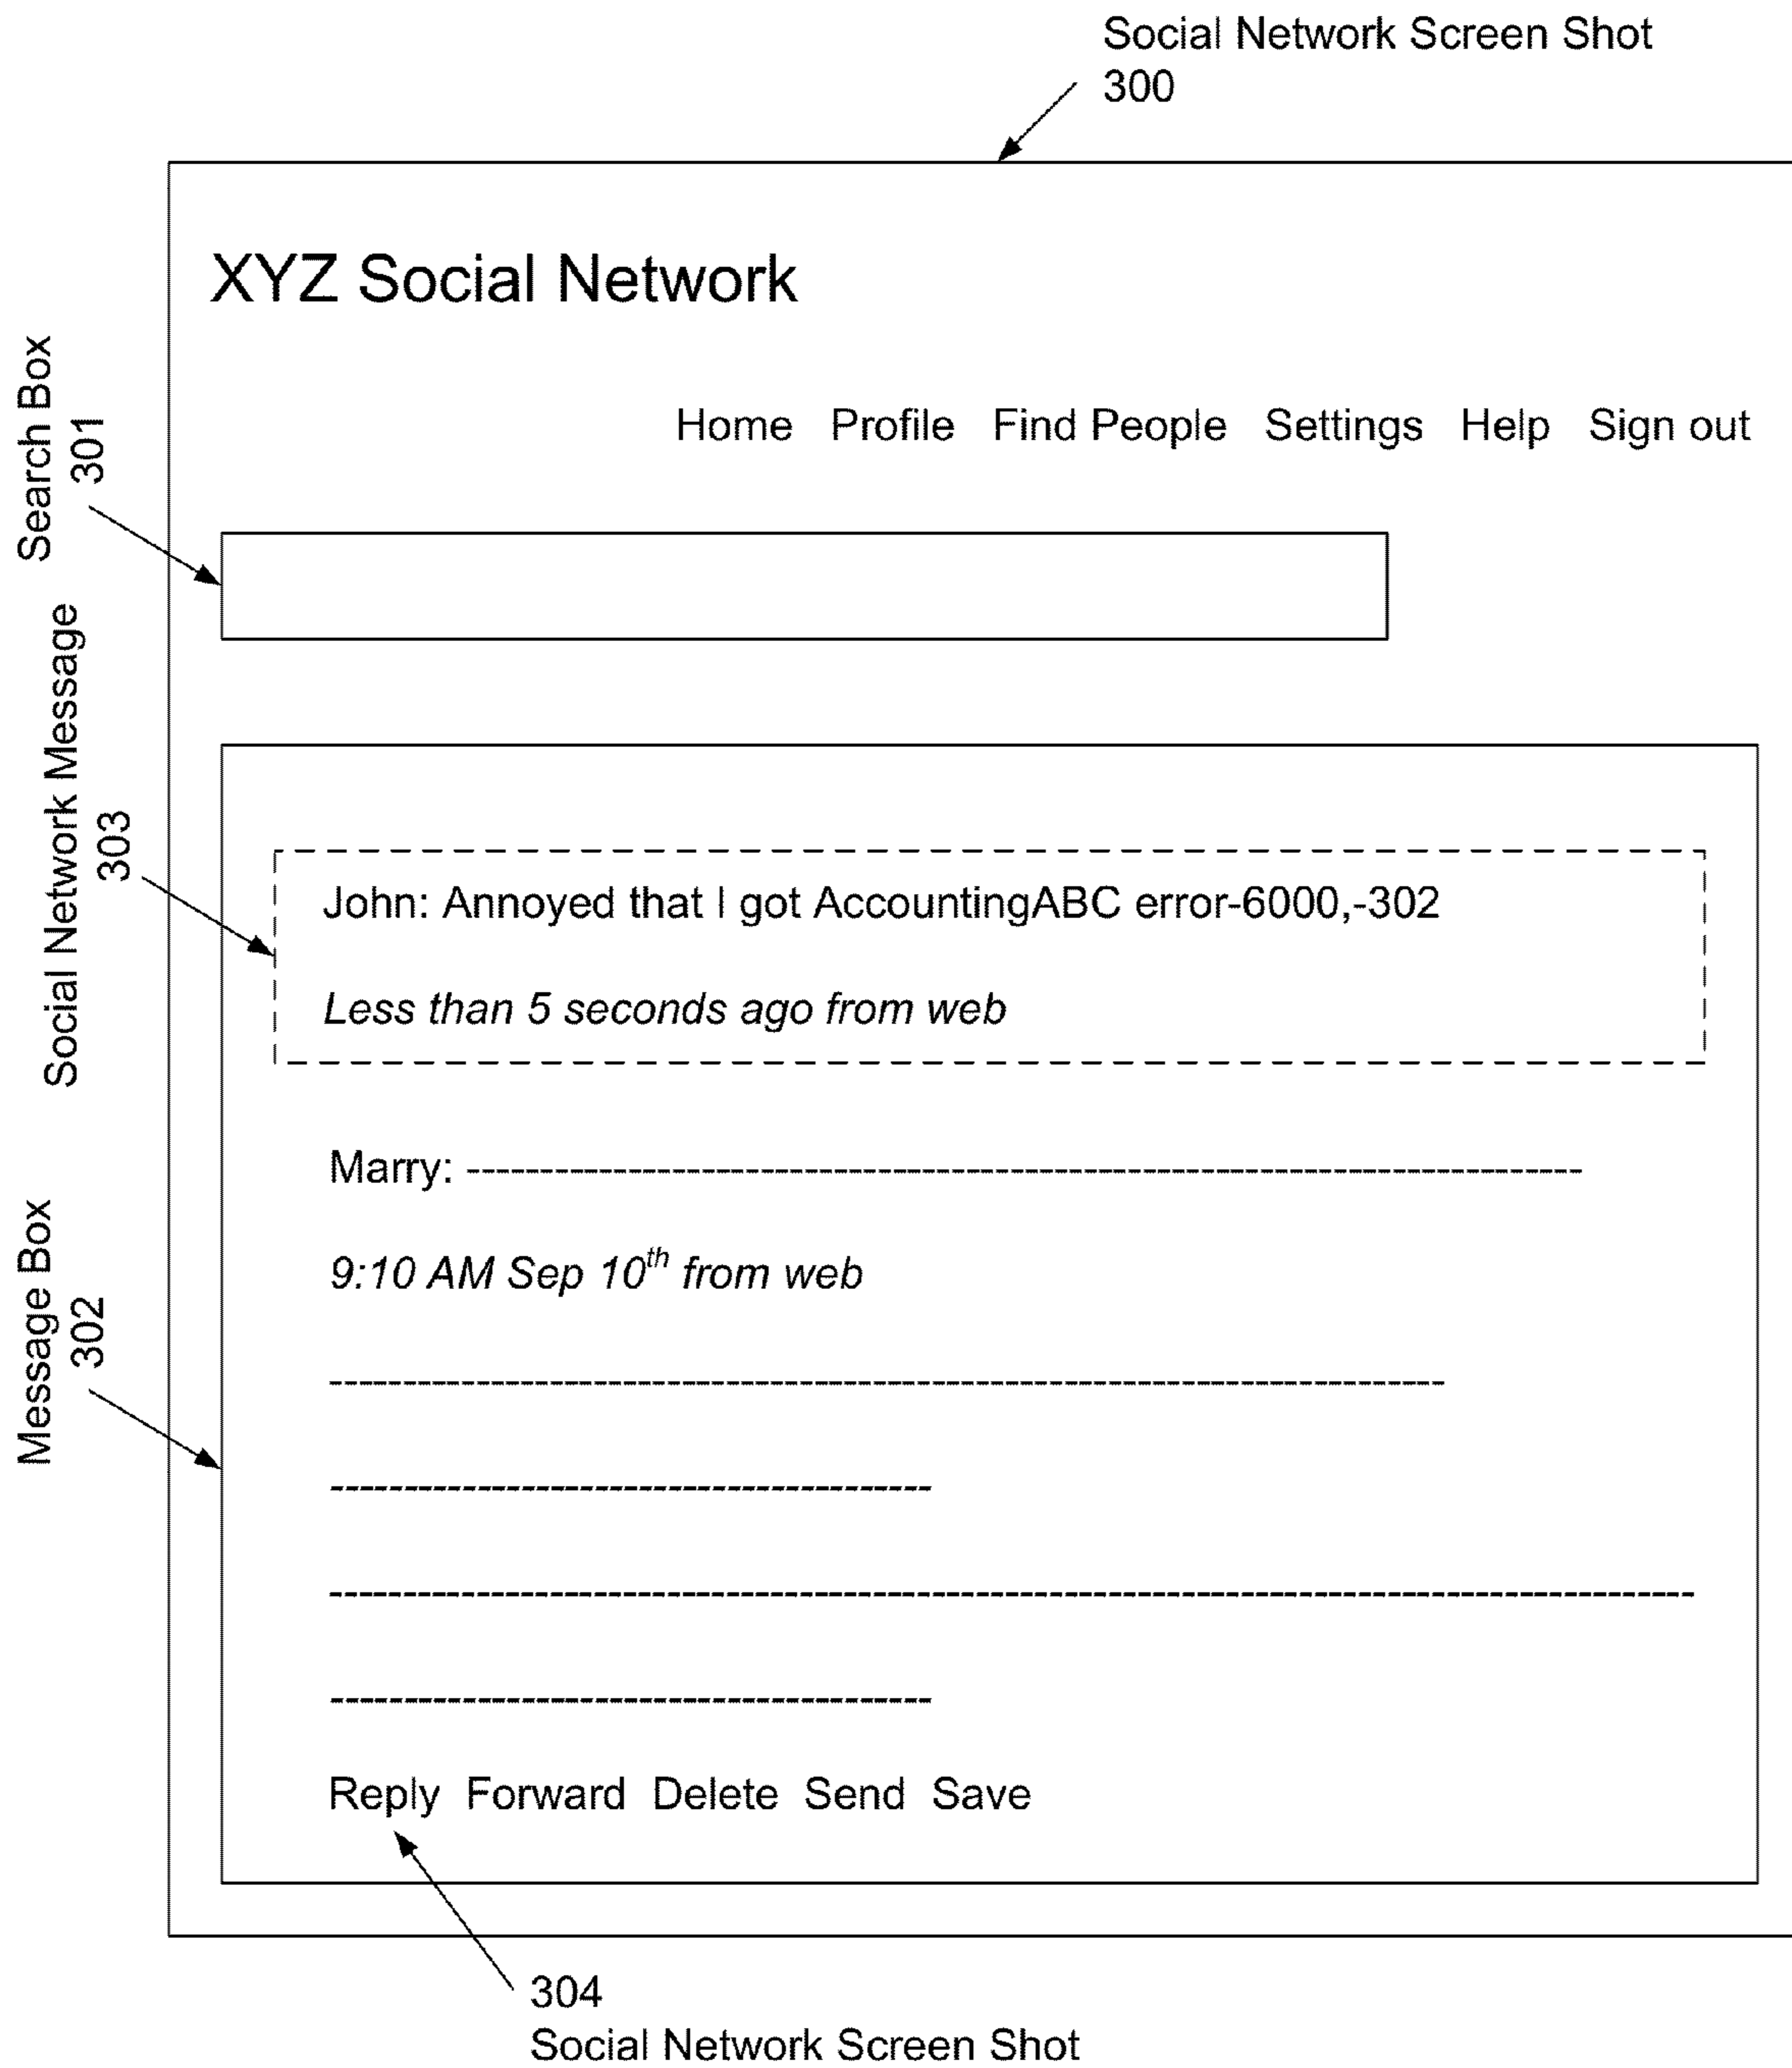 Social Network Screen Shot
300
XYZ Social Network
Home Profile Find People Settings Help Sign out
Search Box
301
Social Network Message
303
John: Annoyed that I got AccountingABC error-6000,-302
Less than 5 seconds ago from web
Marry:
9:10 AM Sep 10th from web
Message Box
302
Reply Forward Delete Send Save
304
Social Network Screen Shot